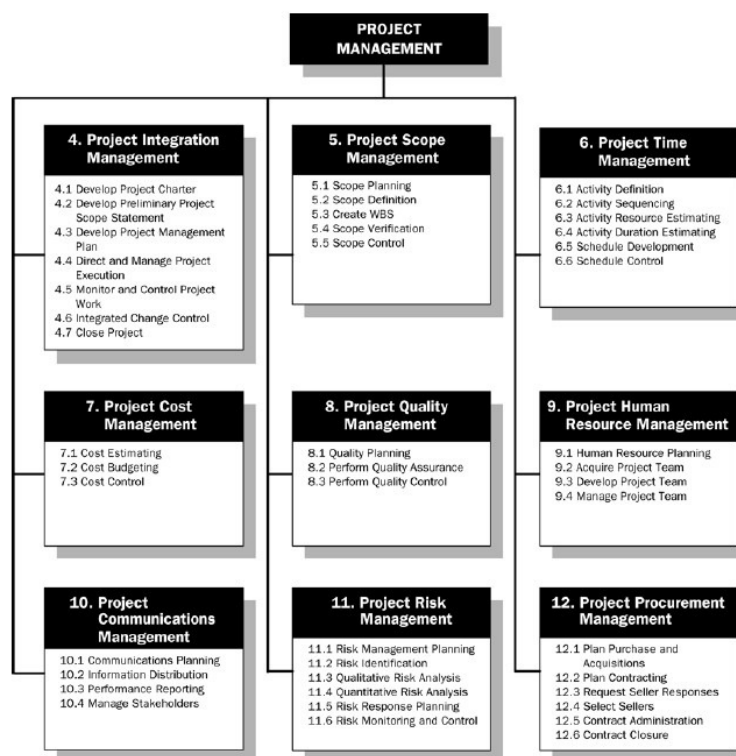 PROJECT
MANAGEMENT
4. Project Integration
Management
4.1 Develop Project Charter
4.2 Develop Preliminary Project
Scope Statement
4.3 Develop Project Management
Plan
4.4 Direct and Manage Project
Execution
4.5 Monitor and Control Project
Work
4.6 Integrated Change Control
4.7 Close Project
5. Project Scope
Management
5.1 Scope Planning
5.2 Scope Definition
5.3 Create WBS
5.4 Scope Verification
5.5 Scope Control
6. Project Time
Management
6.1 Activity Definition
6.2 Activity Sequencing
6.3 Activity Resource Estimating
6.4 Activity Duration Estimating
6.5 Schedule Development
6.6 Schedule Control
7. Project Cost
Management
7.1 Cost Estimating
7.2 Cost Budgeting
7.3 Cost Control
8. Project Quality
Management
8.1 Quality Planning
8.2 Perform Quality Assurance
8.3 Perform Quality Control
9. Project Human
Resource Management
9.1 Human Resource Planning
9.2 Acquire Project Team
9.3 Develop Project Team
9.4 Manage Project Team
10. Project
Communications
Management
10.1 Communications Planning
10.2 Information Distribution
10.3 Performance Reporting
10.4 Manage Stakeholders
11. Project Risk
Management
11.1 Risk Management Planning
11.2 Risk Identification
11.3 Qualitative Risk Analysis
11.4 Quantitative Risk Analysis
11.5 Risk Response Planning
11.6 Risk Monitoring and Control
12. Project Procurement
Management
12.1 Plan Purchase and
Acquisitions
12.2 Plan Contracting
12.3 Request Seller Responses
12.4 Select Sellers
12.5 Contract Administration
12.6 Contract Closure